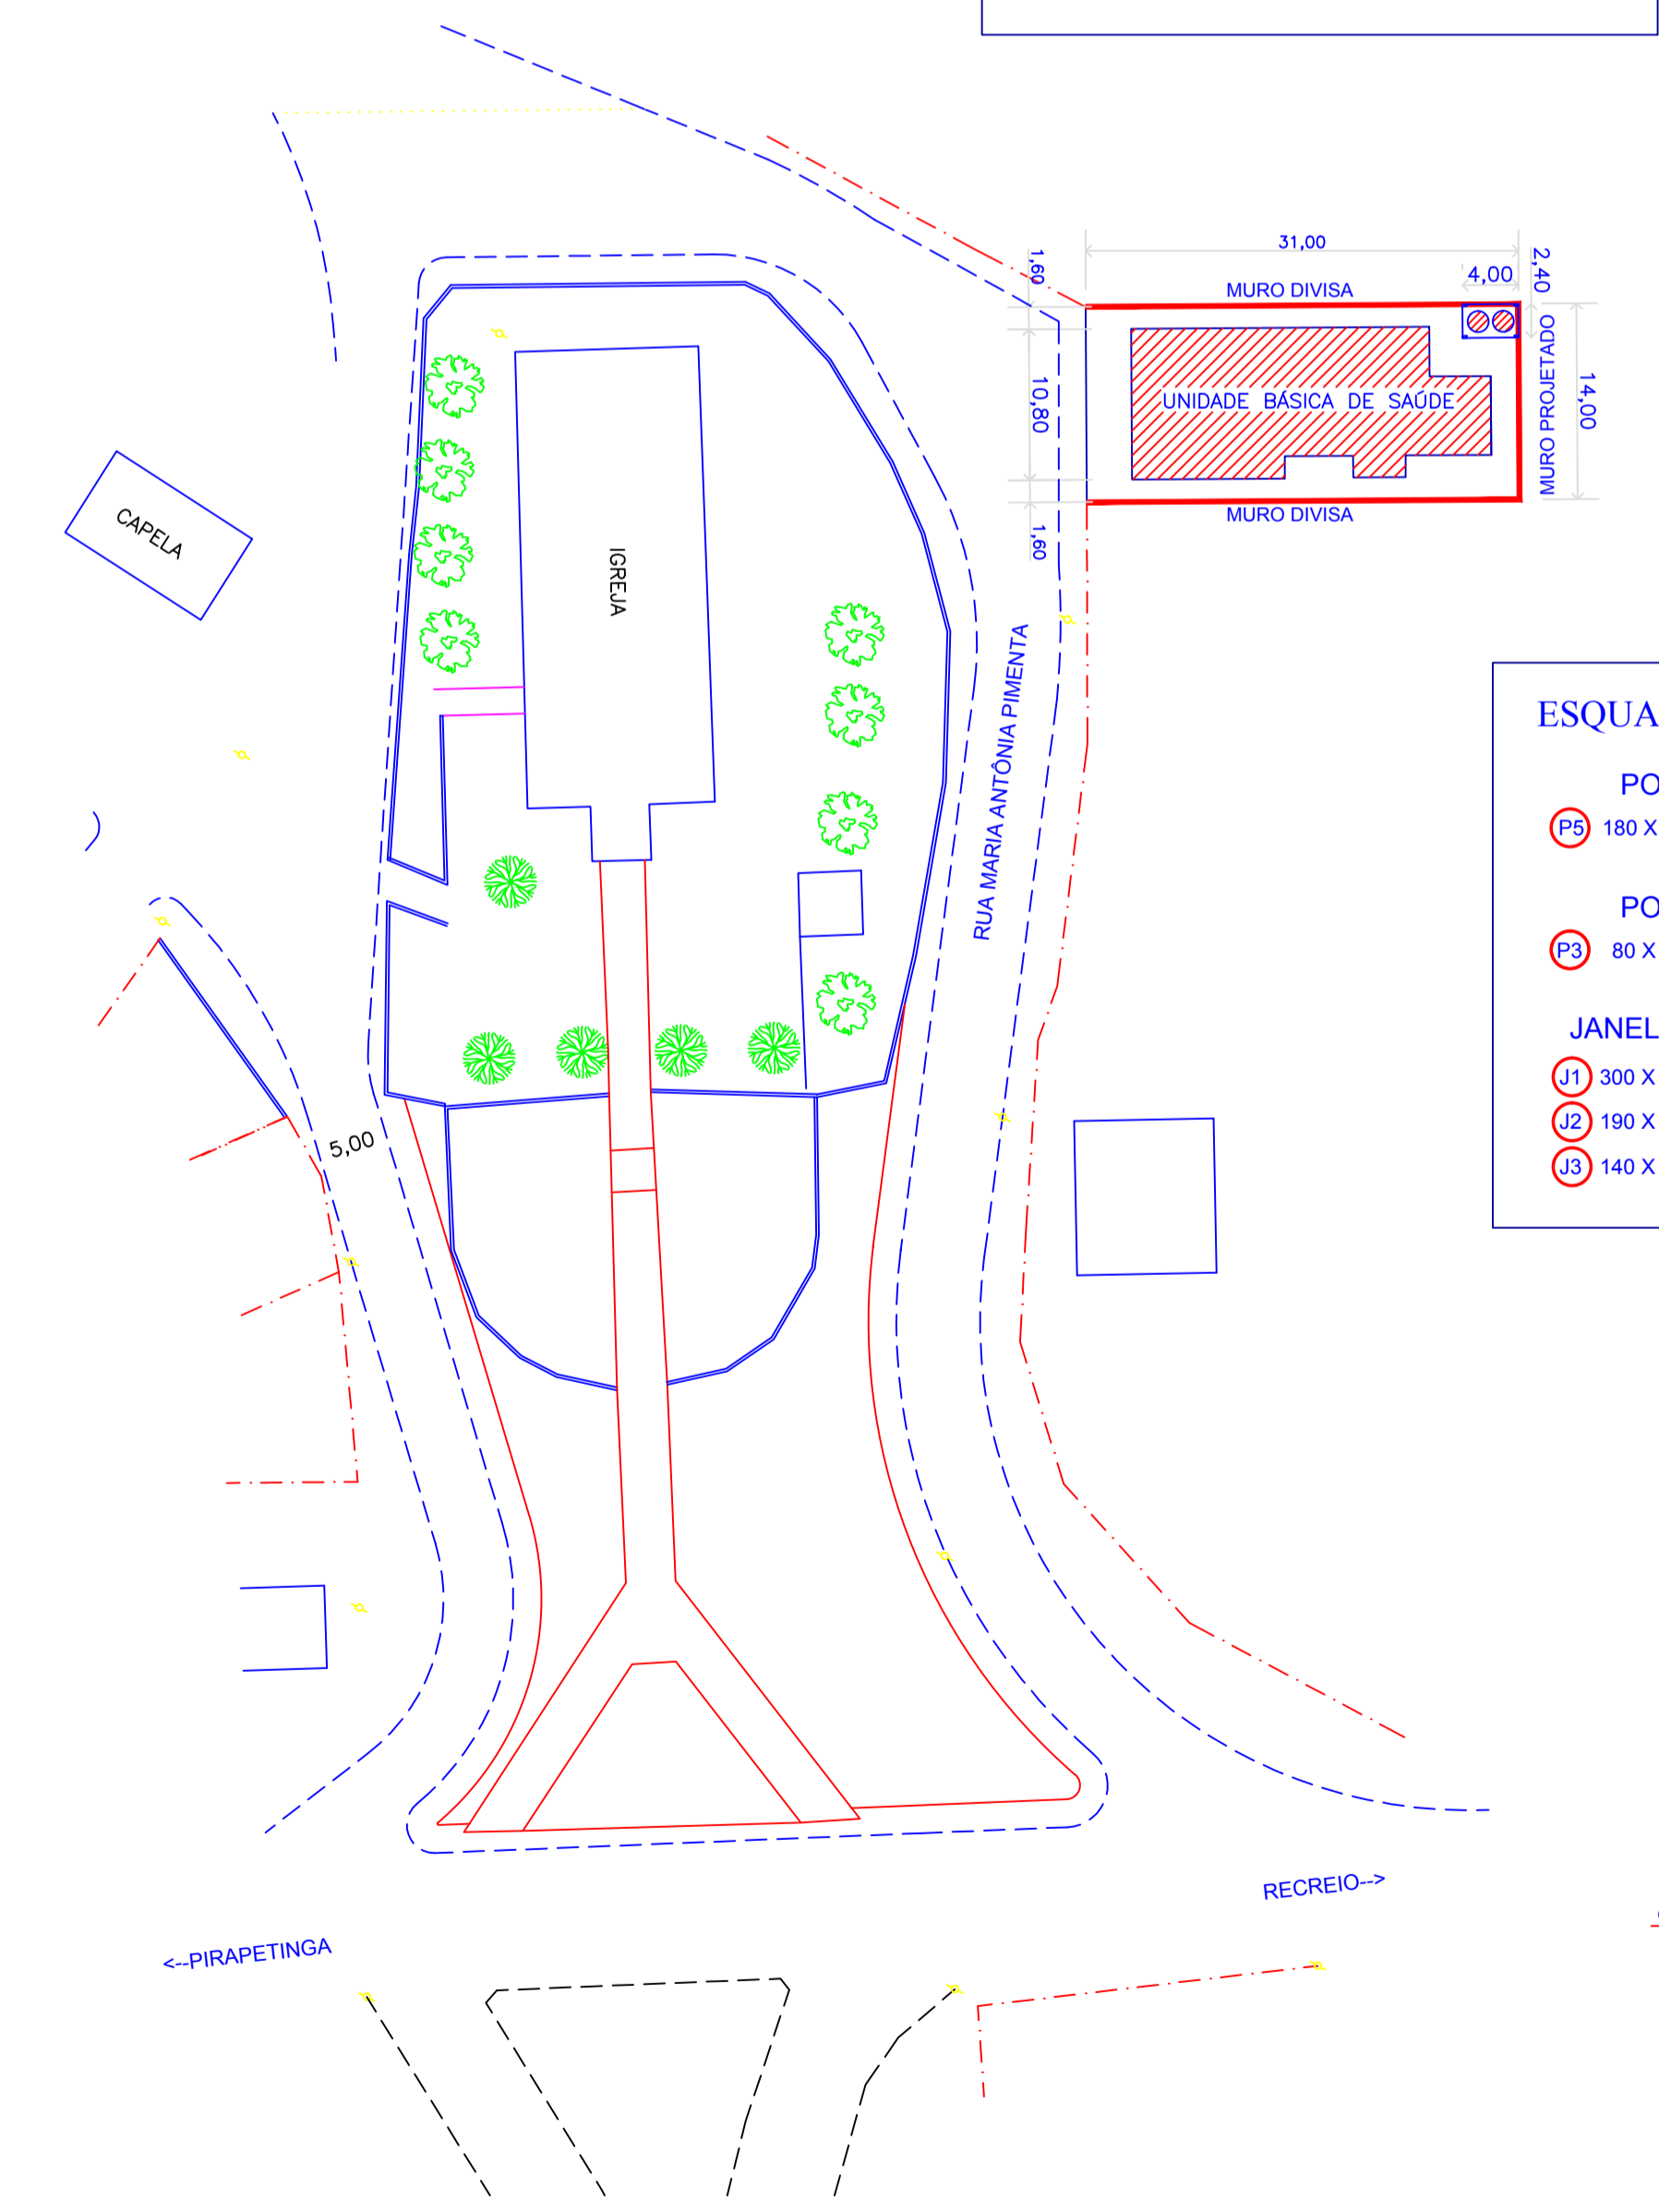 31,00
1,60
4,00
2,40
MURO DIVISA
MURO PROJETADO
14,00
10,80
UNIDADE BÁSICA DE SAÚDE
MURO DIVISA
1,60
CAPELA
IGREJA
RUA MARIA ANTÔNIA PIMENTA
ESQUA
PO
P5 180 X
PO
P3 80 X
JANEL
J1 300 X
J2 190 X
J3 140 X
5,00
RECREIO-->
<--PIRAPETINGA